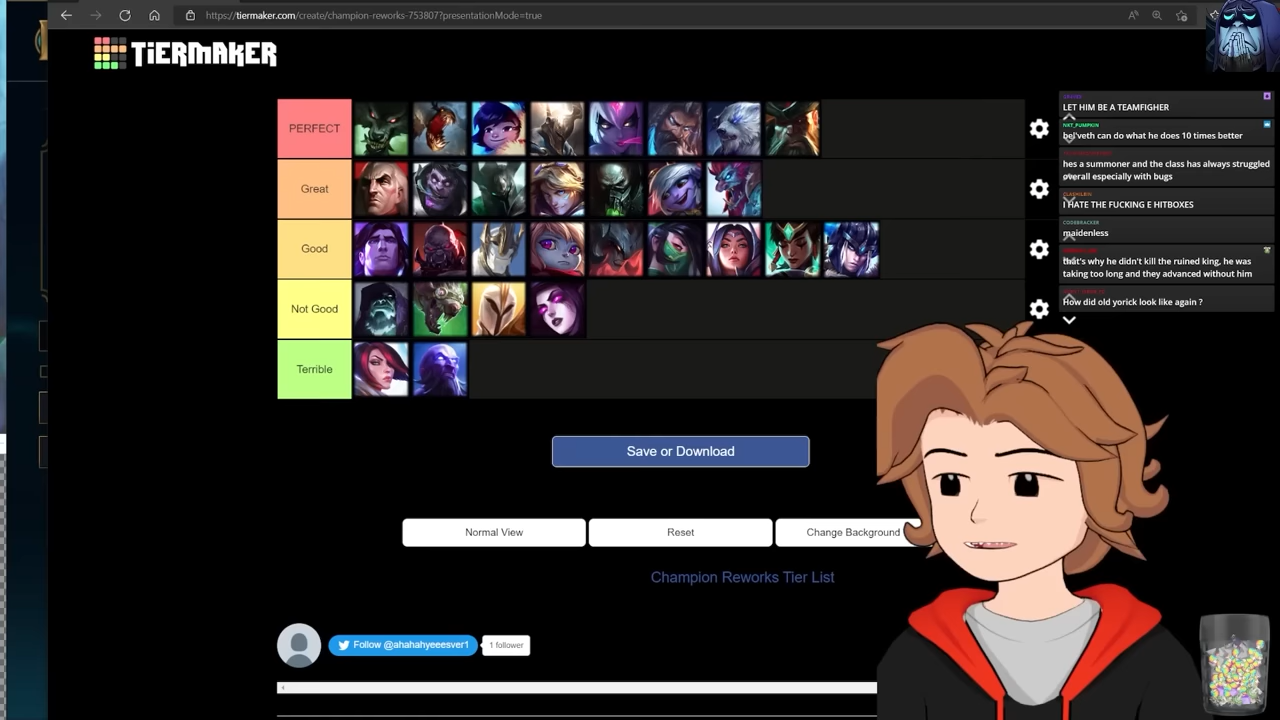 https://tiermaker.com/create/champion-reworks-753807?presentationMode=true
TiERMAKER
PERFECT
Great
Good
Not Good
Terrible
LET HIM BE A TEAMFIGHER
NXT_PUMPKIN
bel'veth can do what he does 10 times better
hes a summoner and the class has always struggled
overall especially with bugs
I HATE THE FUCKING E HITBOXES
CODEBRACKER
maidenless
that's why he didn't kill the ruined king, he was
taking too long and they advanced without him
How did old yorick look like again ?
Save or Download
Normal View
Reset
Change Background
Champion Reworks Tier List
Follow @ahahahyeeesver1
1 follower